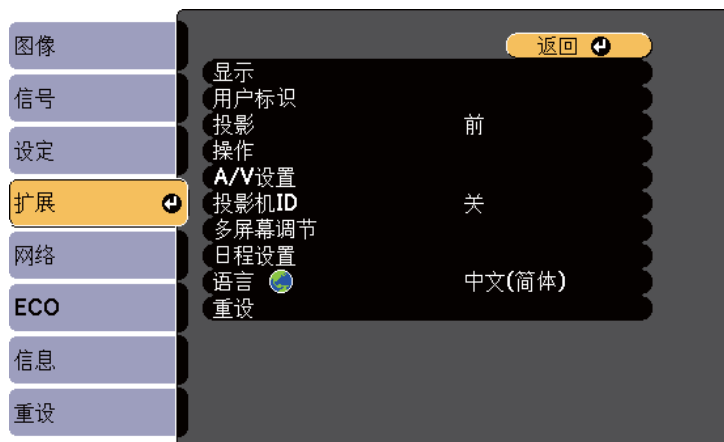 图像
信号
设定
扩展
网络
ECO
信息
重设
返回
显示
用户标识
投影 前
操作
A/V设置
投影机ID 关
多屏幕调节
日程设置
语言 中文(简体)
重设